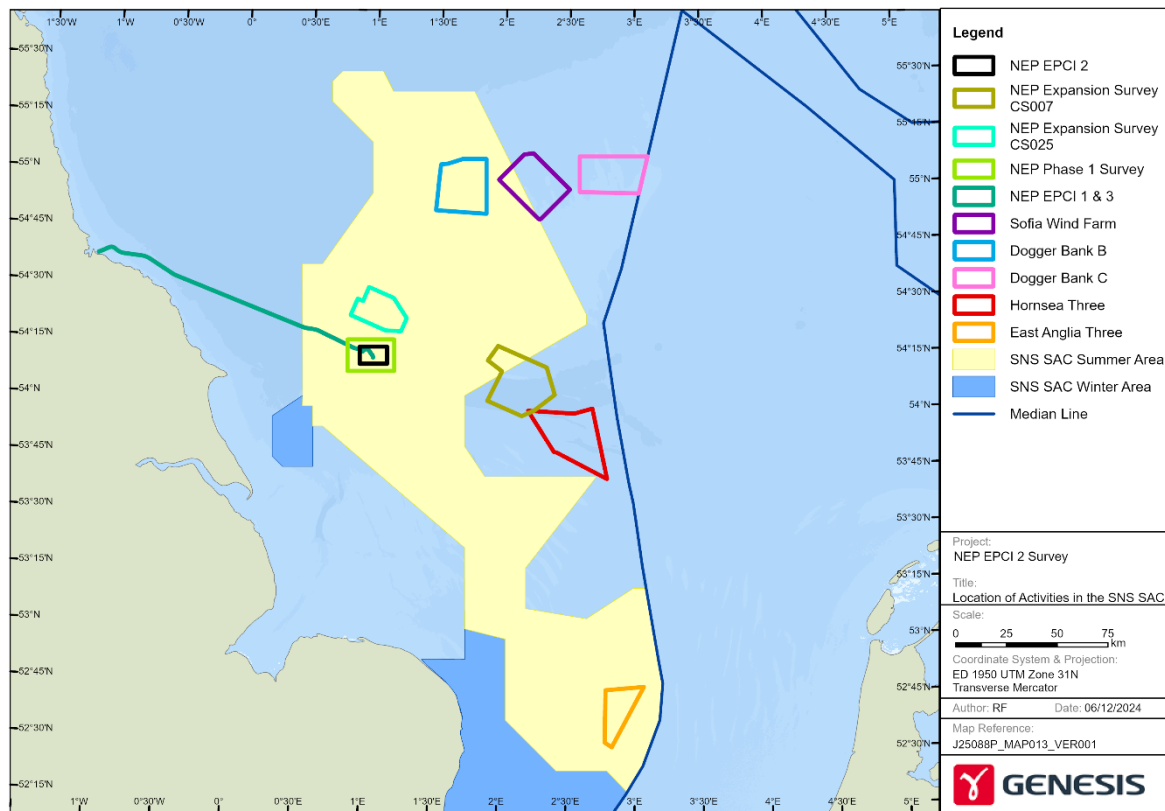 1°30'W 1°W 0°30'W 0° 0°30'E 1°E 1°30'E 2°E 2°30'E 3°E 3°30'E 4°E 4°30'E 5°E 5°30'E
55°30'N
55°15'N
55°N
54°45'N
54°30'N
54°15'N
54°N
53°45'N
53°30'N
53°15'N
53°N
52°45'N
52°30'N
52°15'N
55°30'N
55°45'N
55°N
54°45'N
54°30'N
54°15'N
54°N
53°45'N
53°30'N
53°15'N
53°N
52°45'N
52°30'N
1°W 0°30'W 0° 0°30'E 1°E 1°30'E 2°E 2°30'E 3°E 3°30'E 4°E 4°30'E 5°E
Legend
NEP EPCI 2
NEP Expansion Survey
CS007
NEP Expansion Survey
CS025
NEP Phase 1 Survey
NEP EPCI 1 & 3
Sofia Wind Farm
Dogger Bank B
Dogger Bank C
Hornsea Three
East Anglia Three
SNS SAC Summer Area
SNS SAC Winter Area
Median Line
Project:
NEP EPCI 2 Survey
Title:
Location of Activities in the SNS SAC
Scale:
0 25 50 75
km
Coordinate System & Projection:
ED 1950 UTM Zone 31N
Transverse Mercator
Author: RF Date: 06/12/2024
Map Reference:
J25088P_MAP013_VER001
GENESIS